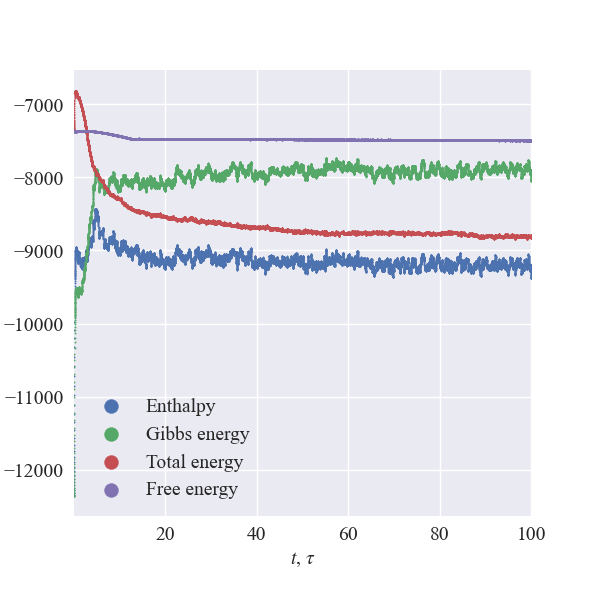 −7000
−8000
−9000
−10000
−11000
−12000
Enthalpy
Gibbs energy
Total energy
Free energy
20 40 60 80 100
t, τ